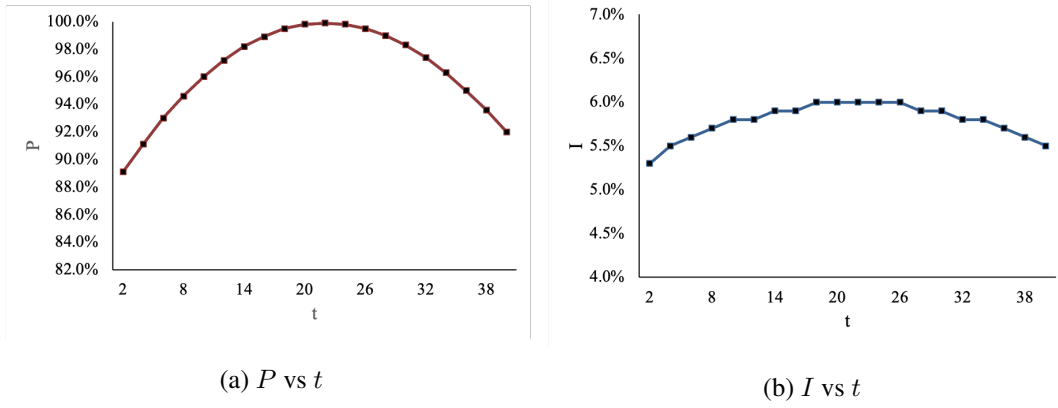 100.0%
98.0%
96.0%
94.0%
92.0%
90.0%
88.0%
86.0%
84.0%
82.0%
P
2 8 14 20 26 32 38
t
(a) P vs t
7.0%
6.5%
6.0%
5.5%
5.0%
4.5%
4.0%
I
2 8 14 20 26 32 38
t
(b) I vs t